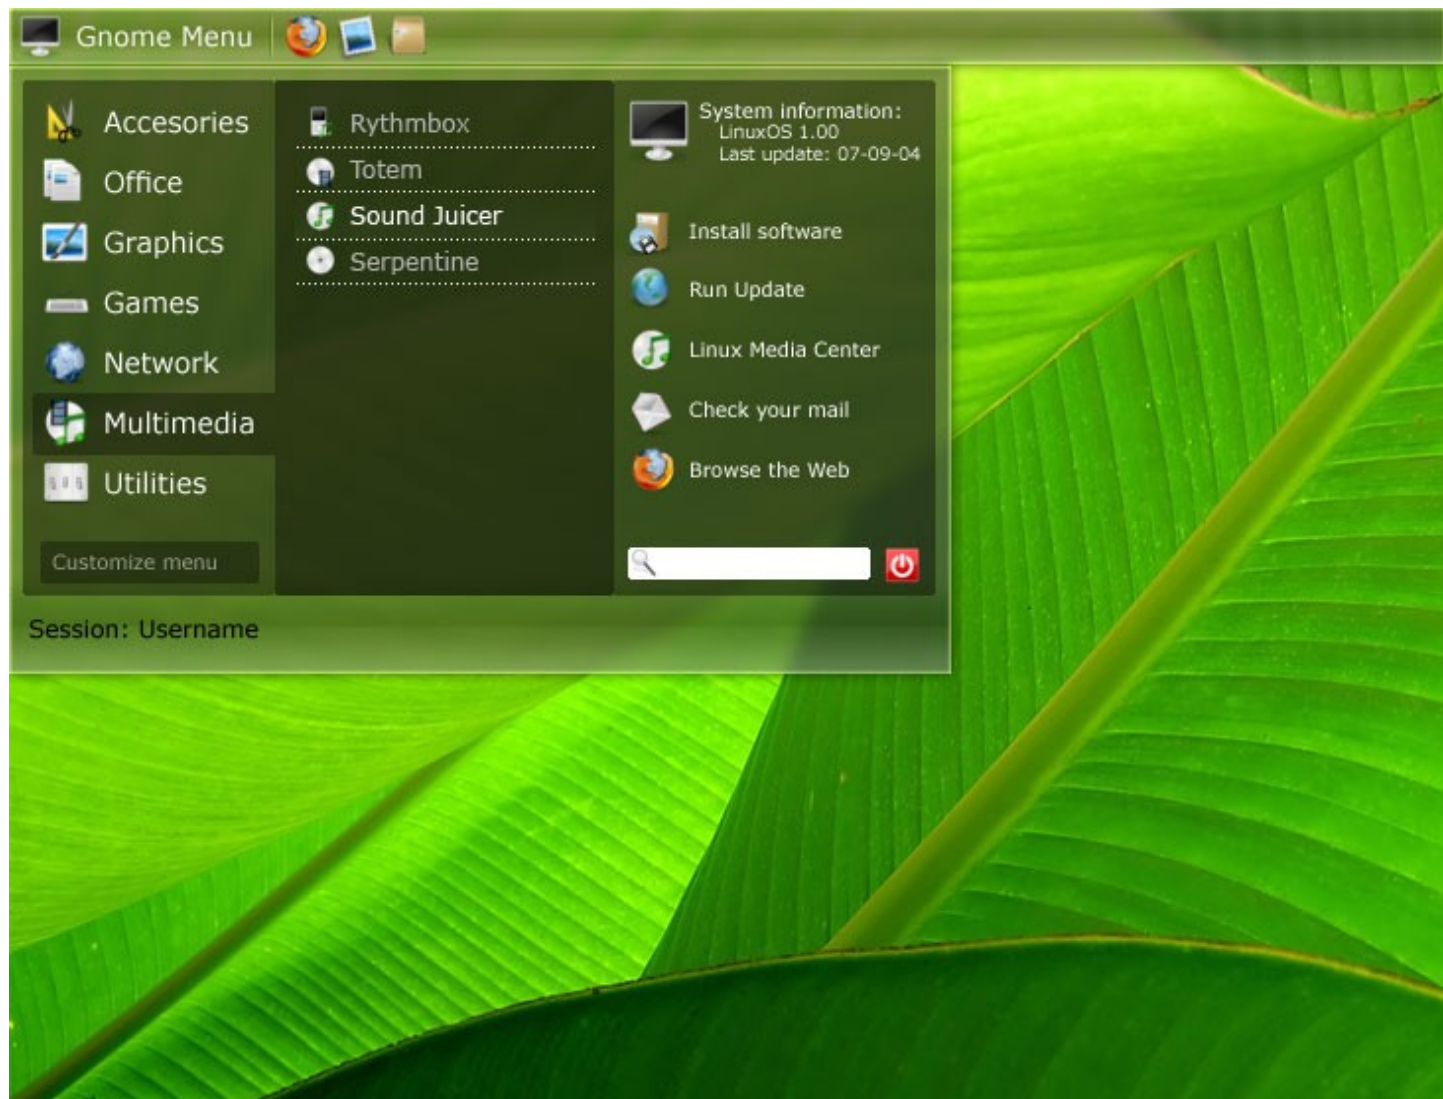 Gnome Menu
Accesories
Office
Graphics
Games
Network
Multimedia
Utilities
Customize menu
Rythmbox
Totem
Sound Juicer
Serpentine
System information:
LinuxOS 1.00
Last update: 07-09-04
Install software
Run Update
Linux Media Center
Check your mail
Browse the Web
Session: Username